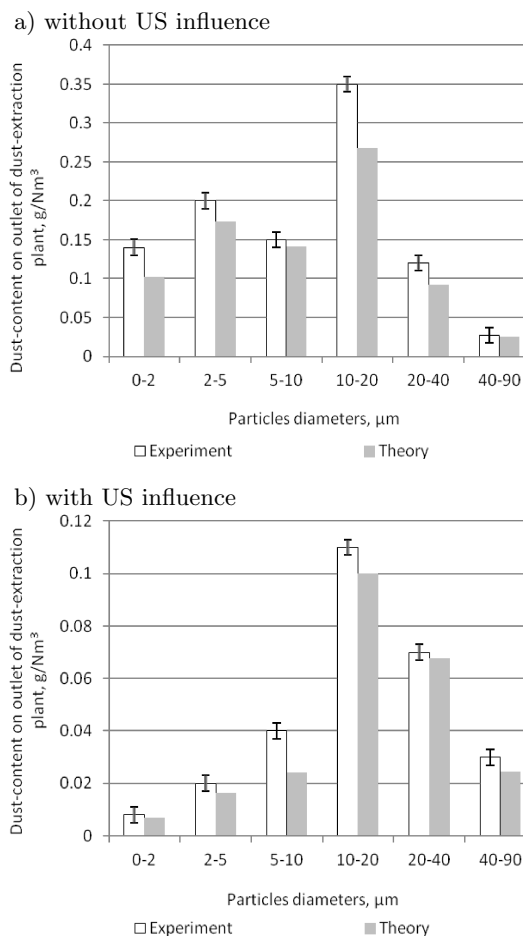 a) without US influence
Dust-content on outlet of dust-extraction
plant, g/Nm³
0.4
0.35
0.3
0.25
0.2
0.15
0.1
0.05
0
0-2 2-5 5-10 10-20 20-40 40-90
Particles diameters, µm
Experiment Theory
b) with US influence
Dust-content on outlet of dust-extraction
plant, g/Nm³
0.12
0.1
0.08
0.06
0.04
0.02
0
0-2 2-5 5-10 10-20 20-40 40-90
Particles diameters, µm
Experiment Theory